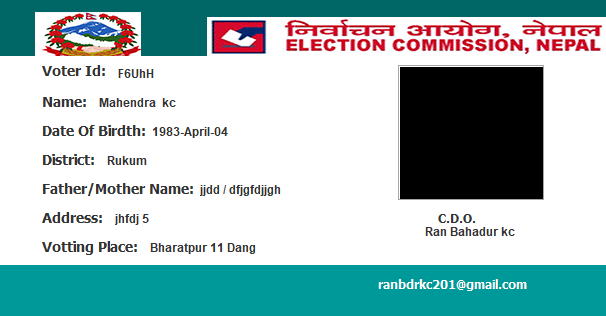 निर्वाचन आयोग, नेपाल
ELECTION COMMISSION, NEPAL
Voter Id: F6UhH
Name: Mahendra kc
Date Of Birdth: 1983-April-04
District: Rukum
Father/Mother Name: jjdd / dfjgfdjjgh
Address: jhfdj 5
Votting Place: Bharatpur 11 Dang
C.D.O.
Ran Bahadur kc
ranbdrkc201@gmail.com